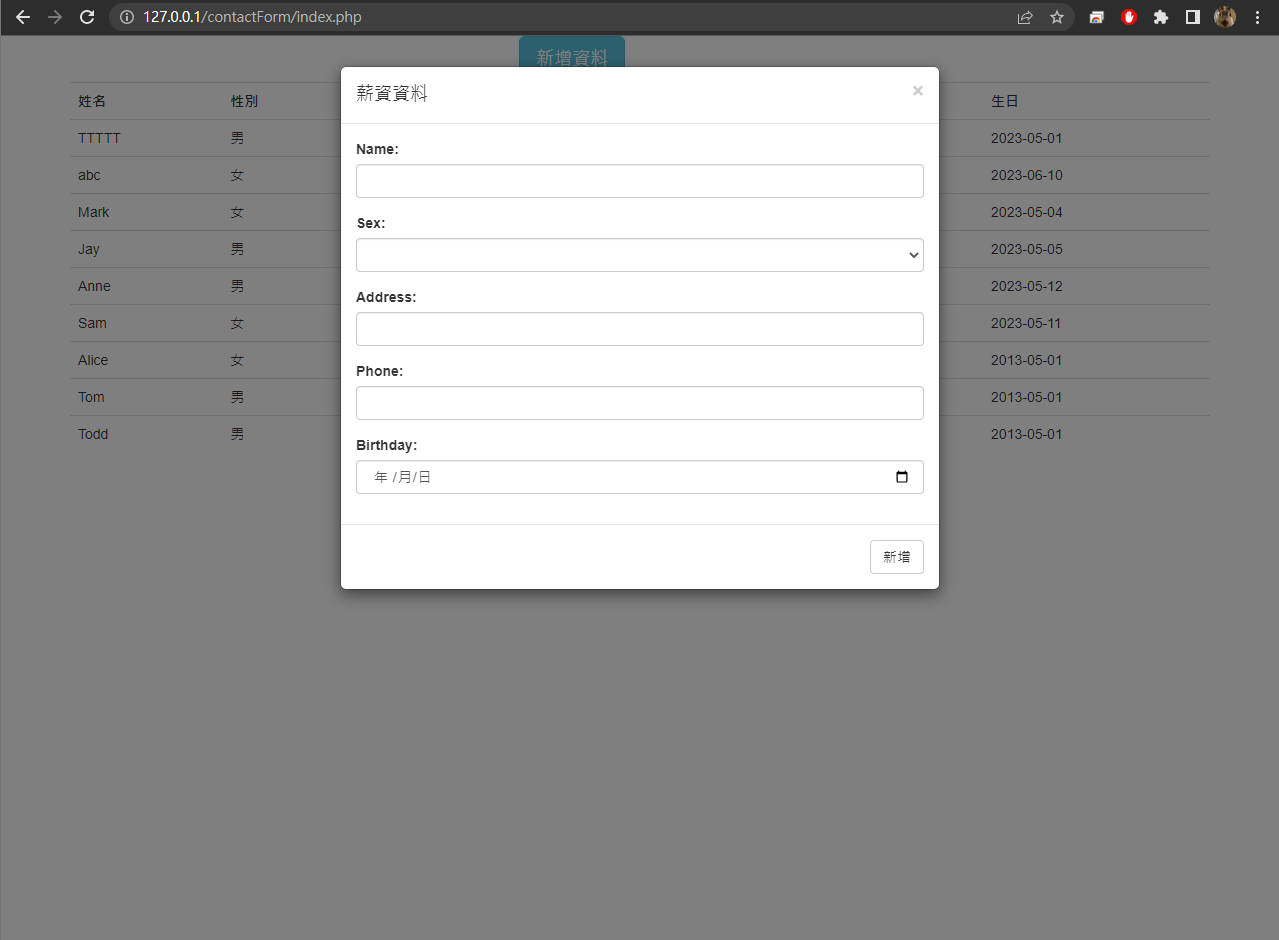 127.0.0.1/contactForm/index.php
新增資料
薪資資料 ×
姓名 性別 生日
TTTTT 男 2023-05-01
abc 女 2023-06-10
Mark 女 2023-05-04
Jay 男 2023-05-05
Anne 男 2023-05-12
Sam 女 2023-05-11
Alice 女 2013-05-01
Tom 男 2013-05-01
Todd 男 2013-05-01
Name:
Sex:
Address:
Phone:
Birthday:
年 /月/日
新增